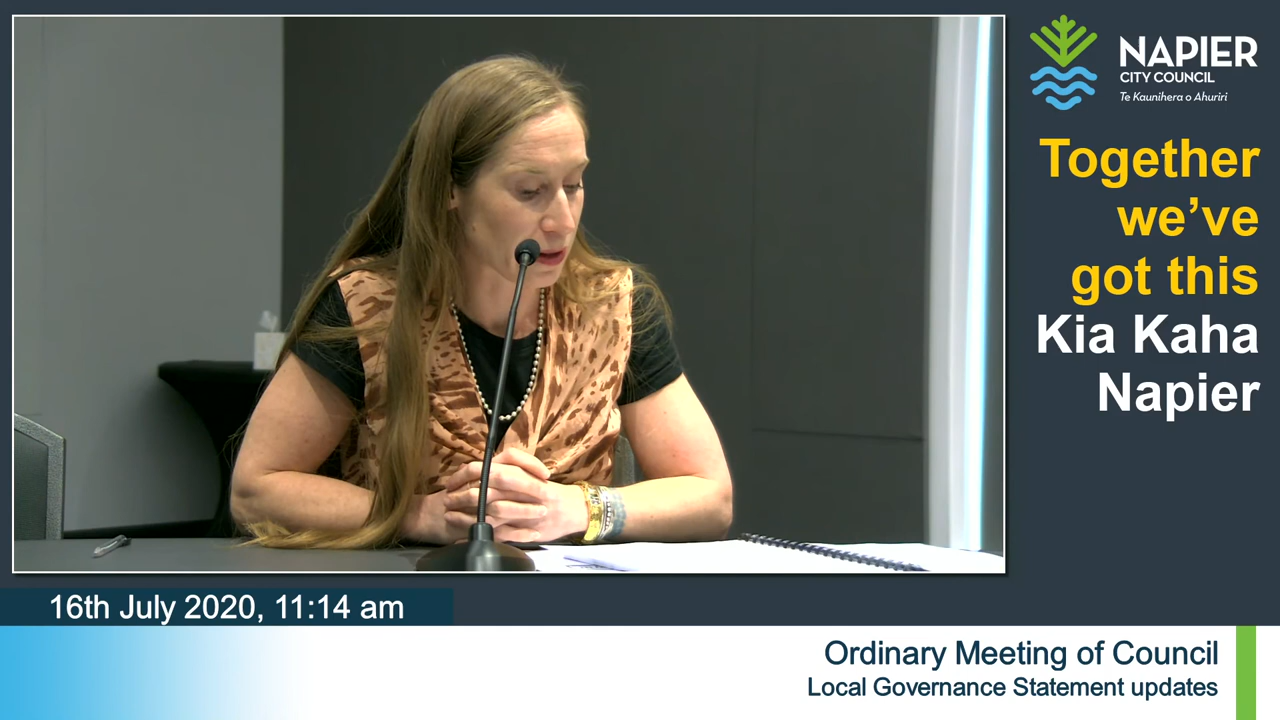 NAPIER
CITY COUNCIL
Te Kaunihera o Ahuriri
Together
we’ve
got this
Kia Kaha
Napier
16th July 2020, 11:14 am
Ordinary Meeting of Council
Local Governance Statement updates